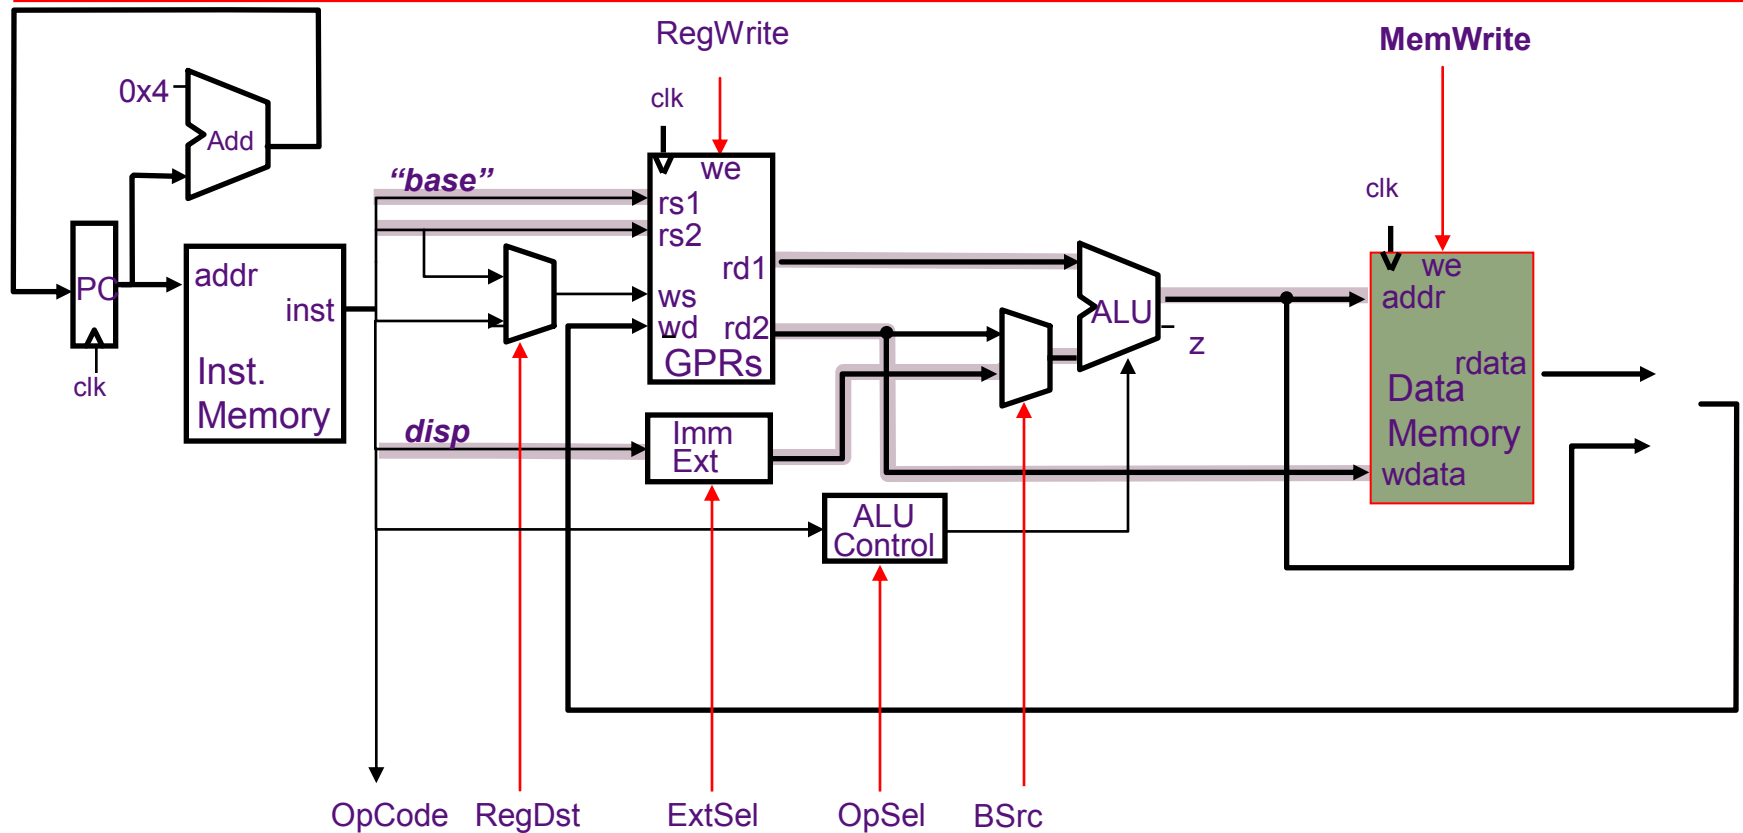 RegWrite
MemWrite
0x4
clk
Add
"base"
we
rs1
rs2
clk
PC
addr
inst
Inst.
Memory
clk
rd1
ws
wd
rd2
GPRs
ALU
z
we
addr
rdata
Data
Memory
wdata
disp
Imm
Ext
ALU
Control
OpCode
RegDst
ExtSel
OpSel
BSrc